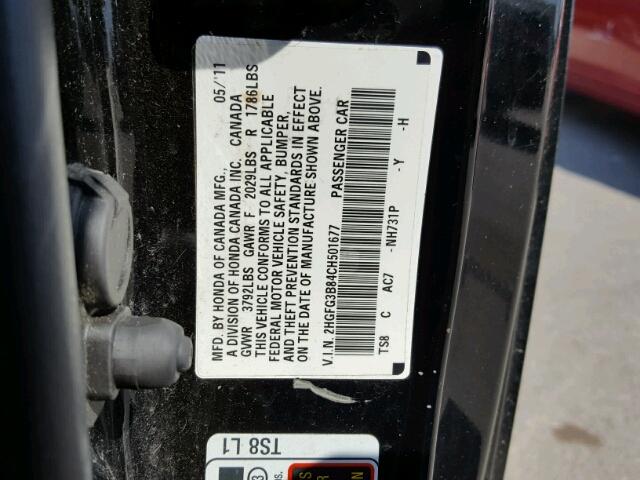 MFD. BY HONDA OF CANADA MFG. 05/11
A DIVISION OF HONDA CANADA INC. CANADA
GVWR 3792LBS GAWR F 2029LBS R 1786LBS
THIS VEHICLE CONFORMS TO ALL APPLICABLE
FEDERAL MOTOR VEHICLE SAFETY, BUMPER,
AND THEFT PREVENTION STANDARDS IN EFFECT
ON THE DATE OF MANUFACTURE SHOWN ABOVE.
V.I.N. 2HGFG3B84CH501677 PASSENGER CAR
TS8 C AC7 -NH731P -Y -H
TS8 L1